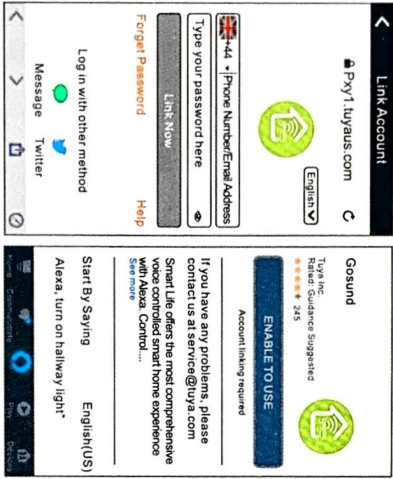 Link Account
Pxy1.tuyaus.com
English
+44
Phone Number/Email Address
Type your password here
Link Now
Forget Password
Help
Log in with other method
Message
Twitter
Gosund
Tuya Inc.
Rated: Guidance Suggested
245
ENABLE TO USE
Account linking required
If you have any problems, please
contact us at service@tuya.com
Smart Life offers the most comprehensive
voice controlled smart home experience
with Alexa. Control....
See more
Start By Saying
English(US)
Alexa, turn on hallway light"
Home
Communicate
Play
Devices